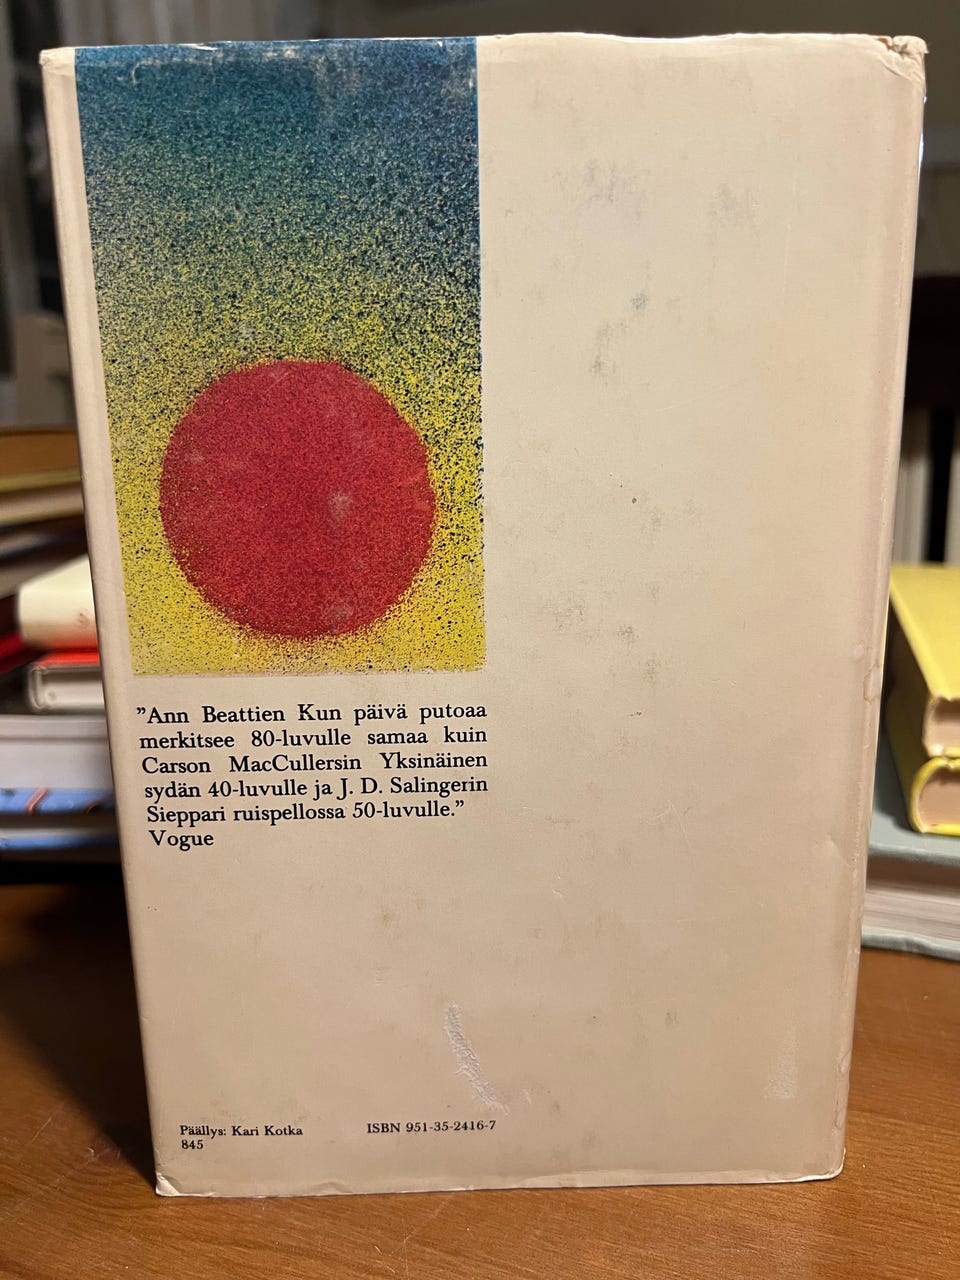 ”Ann Beattien Kun päivä putoaa
merkitsee 80-luvulle samaa kuin
Carson MacCullersin Yksinäinen
sydän 40-luvulle ja J. D. Salingerin
Sieppari ruispellossa 50-luvulle.”
Vogue
Päällys: Kari Kotka
845
ISBN 951-35-2416-7